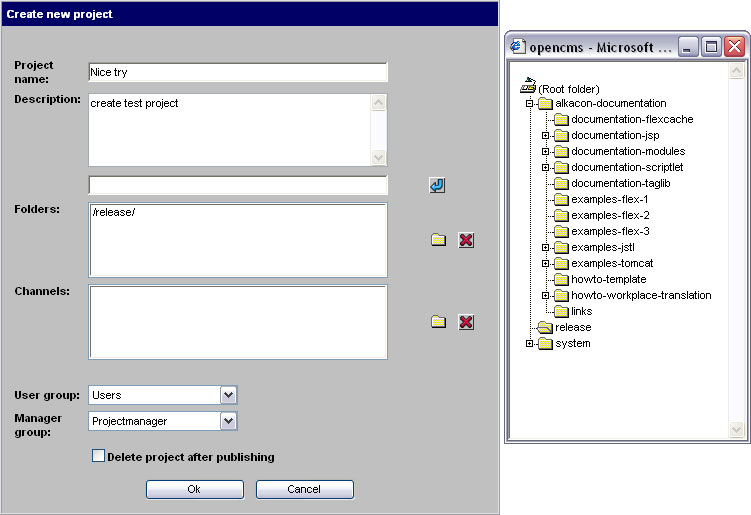 Create new project
Project name:
Nice try
Description:
create test project
Folders:
/release/
Channels:
User group:
Users
Manager group:
Projectmanager
Delete project after publishing
Ok
Cancel
opencms - Microsoft ...
(Root folder)
alkacon-documentation
documentation-flexcache
documentation-jsp
documentation-modules
documentation-scriptlet
documentation-taglib
examples-flex-1
examples-flex-2
examples-flex-3
examples-jstl
examples-tomcat
howto-template
howto-workplace-translation
links
release
system